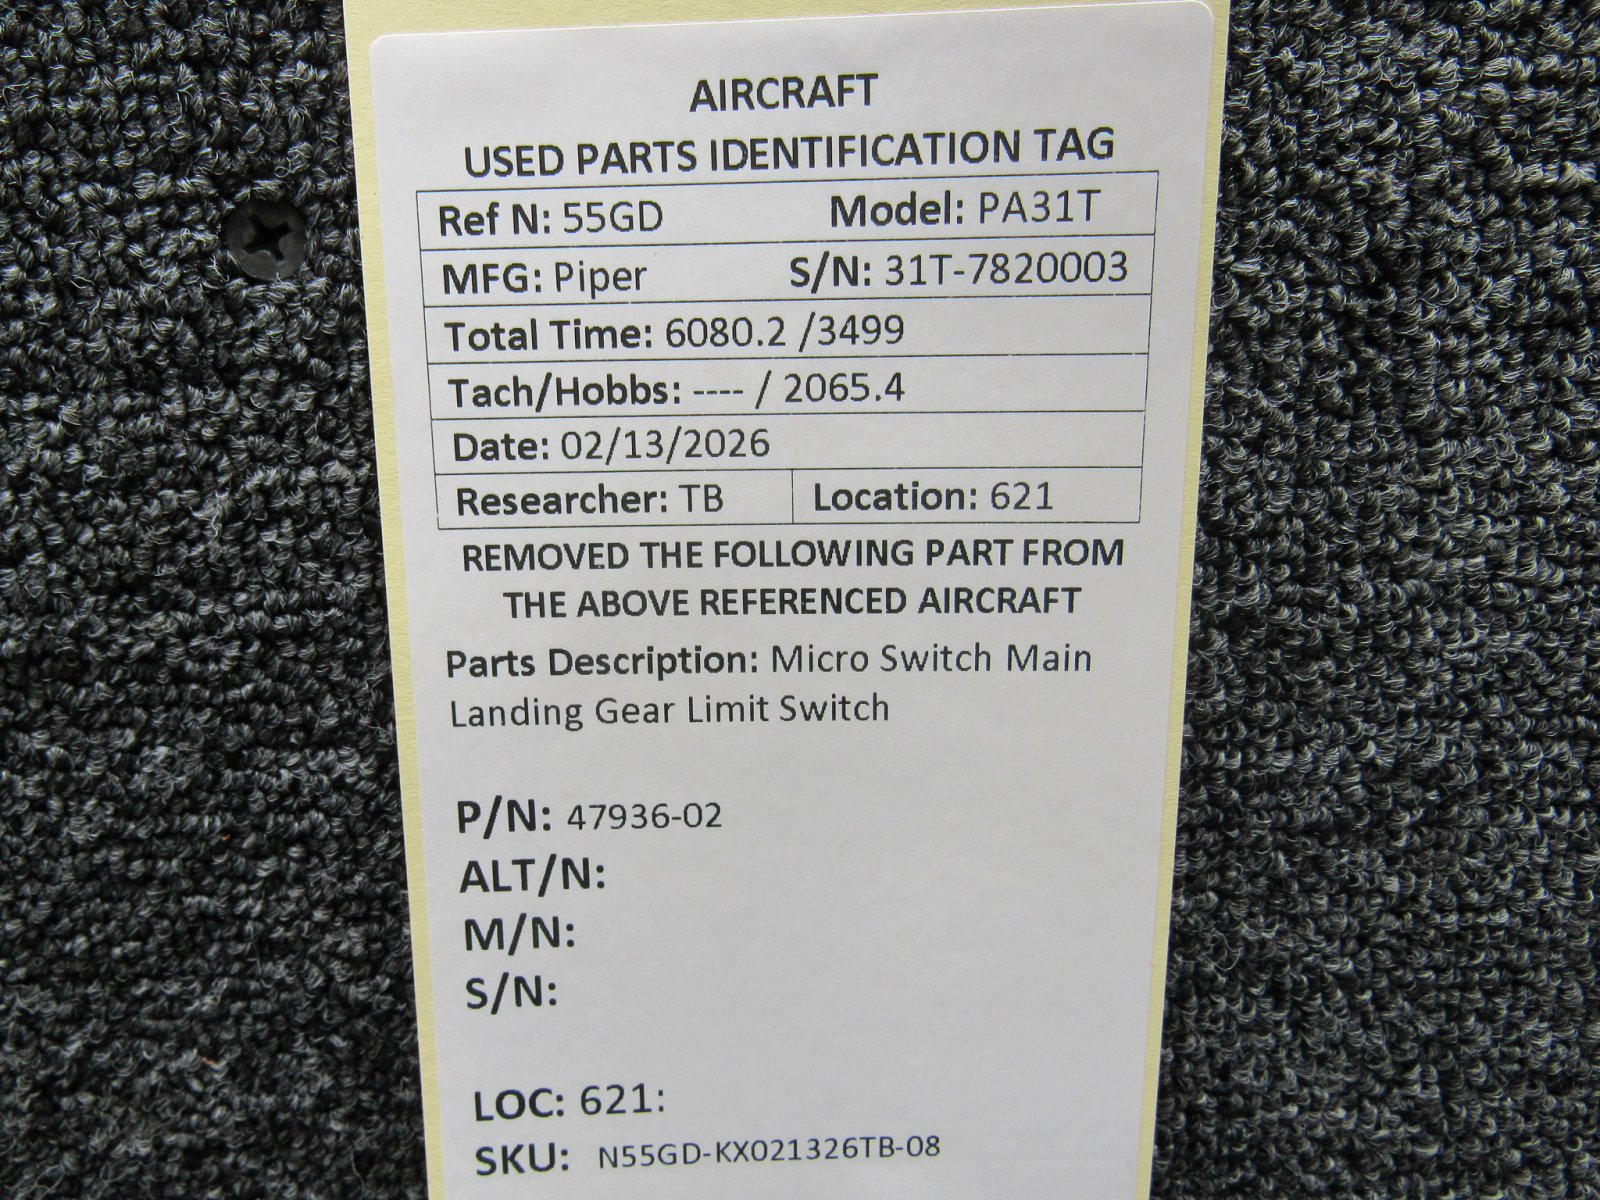 AIRCRAFT
USED PARTS IDENTIFICATION TAG
Ref N: 55GD Model: PA31T
MFG: Piper S/N: 31T-7820003
Total Time: 6080.2 /3499
Tach/Hobbs: ---- / 2065.4
Date: 02/13/2026
Researcher: TB Location: 621
REMOVED THE FOLLOWING PART FROM
THE ABOVE REFERENCED AIRCRAFT
Parts Description: Micro Switch Main
Landing Gear Limit Switch
P/N: 47936-02
ALT/N:
M/N:
S/N:
LOC: 621:
SKU: N55GD-KX021326TB-08